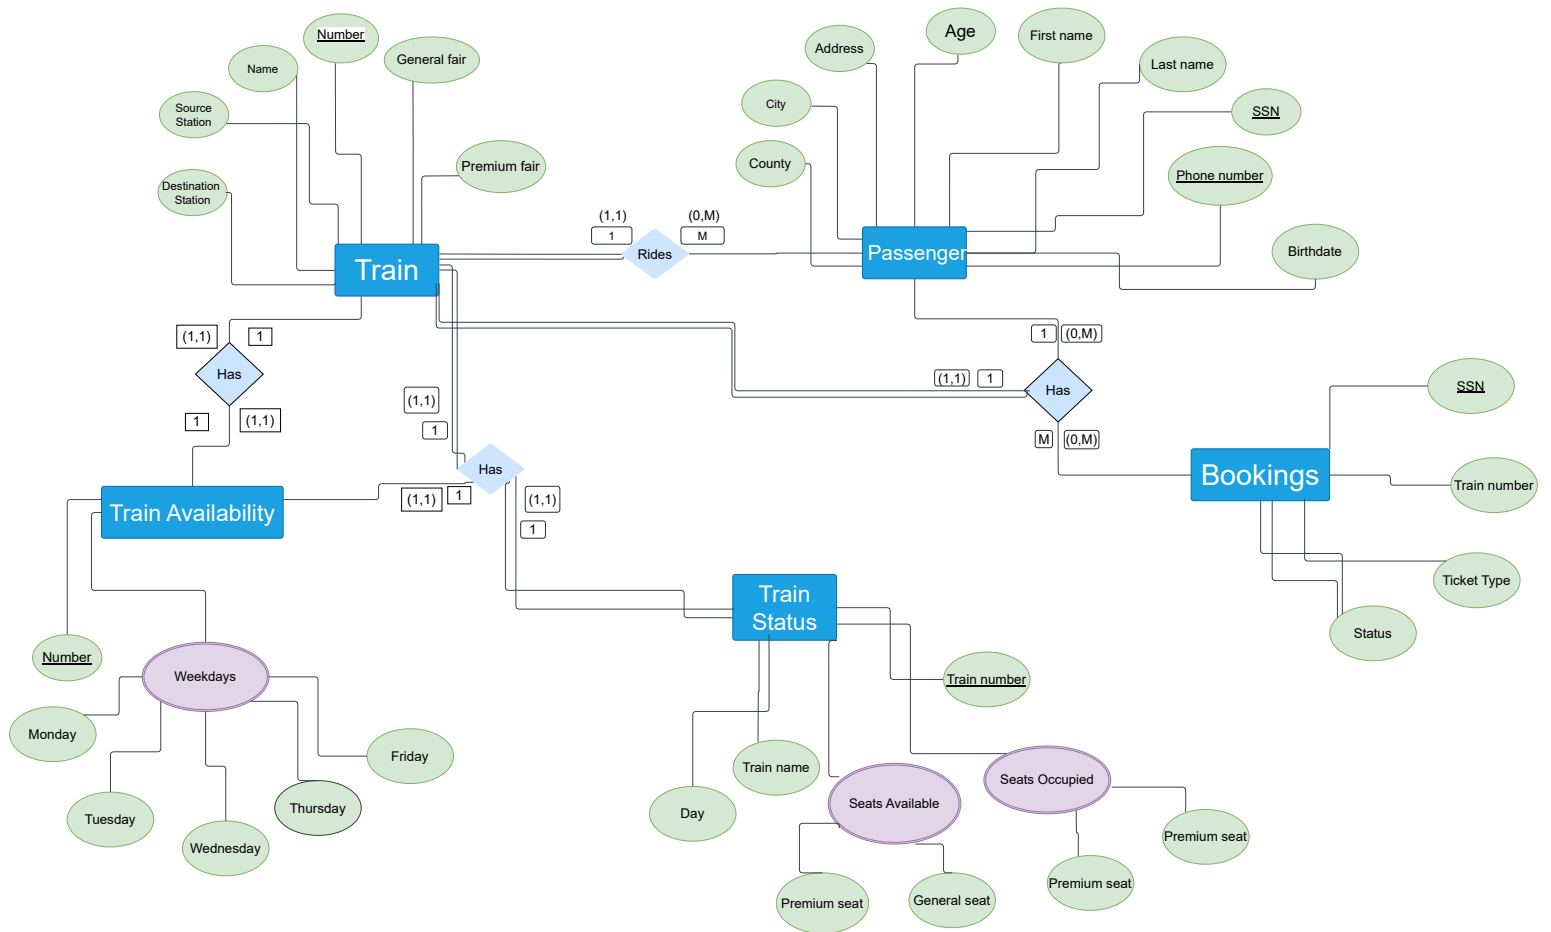 Number
General fair
Name
Source
Station
Destination
Station
Premium fair
Address
Age
First name
Last name
City
SSN
County
Phone number
Birthdate
(1,1)
(0,M)
1
M
Rides
Train
Passenger
(1,1)
1
Has
1
(1,1)
1
(0,M)
(1,1)
1
Has
M
(0,M)
(1,1)
1
Has
(1,1)
1
(1,1)
1
SSN
Bookings
Train number
Ticket Type
Status
Train Availability
Number
Weekdays
Monday
Tuesday
Wednesday
Thursday
Friday
Train
Status
Train number
Train name
Day
Seats Available
Seats Occupied
Premium seat
General seat
Premium seat
Premium seat